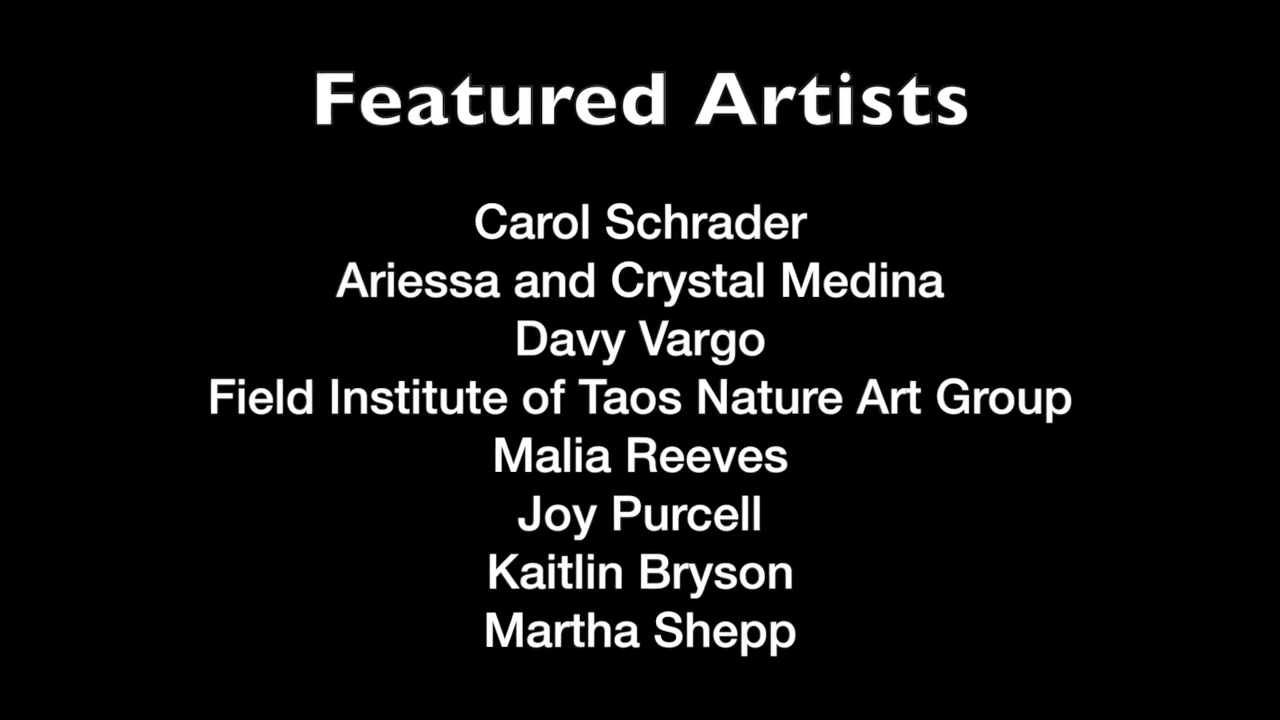 Featured Artists
Carol Schrader
Ariessa and Crystal Medina
Davy Vargo
Field Institute of Taos Nature Art Group
Malia Reeves
Joy Purcell
Kaitlin Bryson
Martha Shepp